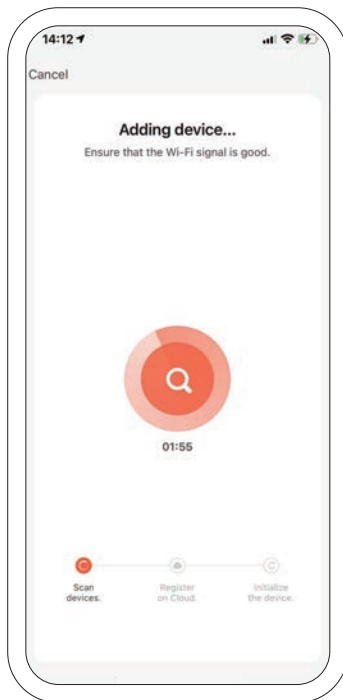 14:12
Cancel
Adding device...
Ensure that the Wi-Fi signal is good.
01:55
Scan
devices.
Register
on Cloud.
Initialize
the device.